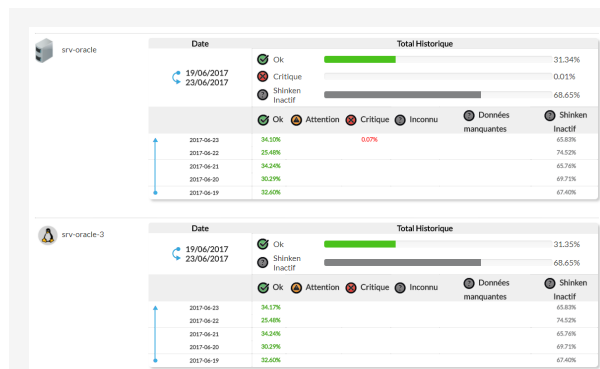 srv-oracle
Date Total Historique
19/06/2017
23/06/2017
Ok 31.34%
Critique 0.01%
Shinken
Inactif 68.65%
Ok Attention Critique Inconnu Données
manquantes Shinken
Inactif
2017-06-23 34.10% 0.07% 65.83%
2017-06-22 25.48% 74.52%
2017-06-21 34.24% 65.76%
2017-06-20 30.29% 69.71%
2017-06-19 32.60% 67.40%
srv-oracle-3
Date Total Historique
19/06/2017
23/06/2017
Ok 31.35%
Shinken
Inactif 68.65%
Ok Attention Critique Inconnu Données
manquantes Shinken
Inactif
2017-06-23 34.17% 65.83%
2017-06-22 25.48% 74.52%
2017-06-21 34.24% 65.76%
2017-06-20 30.29% 69.71%
2017-06-19 32.60% 67.40%